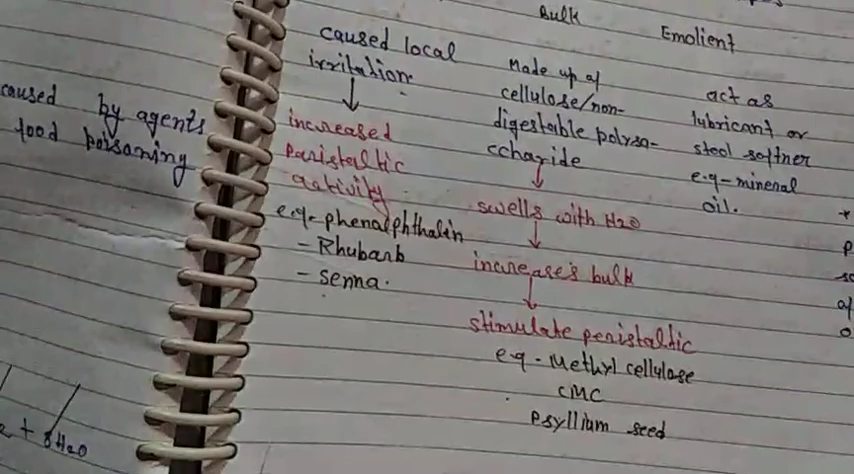 caused by agents
food poisoning
caused local
irritation
increased
peristaltic
activity
e.g-phenolphthalin
- Rhubarb
- senna.
Bulk
Made up of
cellulose/non-
digestable polysa-
ccharide
swells with H2O
increases bulk
stimulate peristaltic
e.g - Methyl cellulose
CMC
Psyllium seed
Emolient
act as
lubricant or
stool softner
e.g-mineral
oil.
+ 8H2O